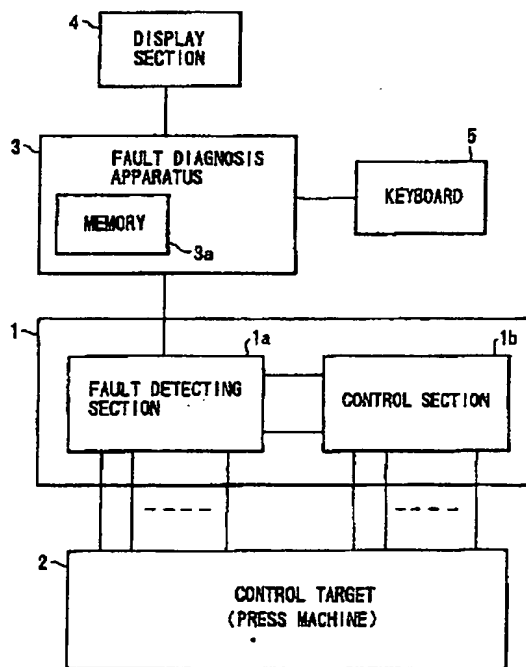 4
DISPLAY
SECTION
3
FAULT DIAGNOSIS
APPARATUS
MEMORY
3a
5
KEYBOARD
1
1a
FAULT DETECTING
SECTION
1b
CONTROL SECTION
2
CONTROL TARGET
(PRESS MACHINE)